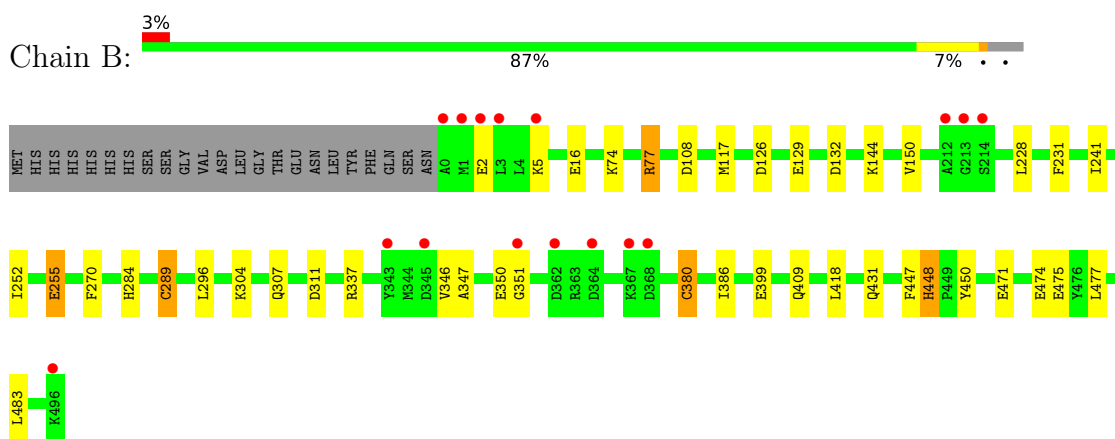 3%
Chain B:
87% 7% • •
MET HIS HIS HIS HIS HIS HIS SER SER GLY VAL ASP LEU GLY THR GLU ASN LEU TYR PHE GLN SER ASN A0 M1 E2 L3 L4 K5 E16 K74 R77 D108 M117 D126 E129 D132 K144 V150 A212 G213 S214 L228 F231 I241
I252 E255 F270 H284 C289 L296 K304 Q307 D311 R337 Y343 M344 D345 V346 A347 E350 G351 D362 R363 D364 K367 D368 C380 I386 E399 Q409 L418 Q431 F447 H448 P449 Y450 E471 E474 E475 Y476 L477
L483 K496